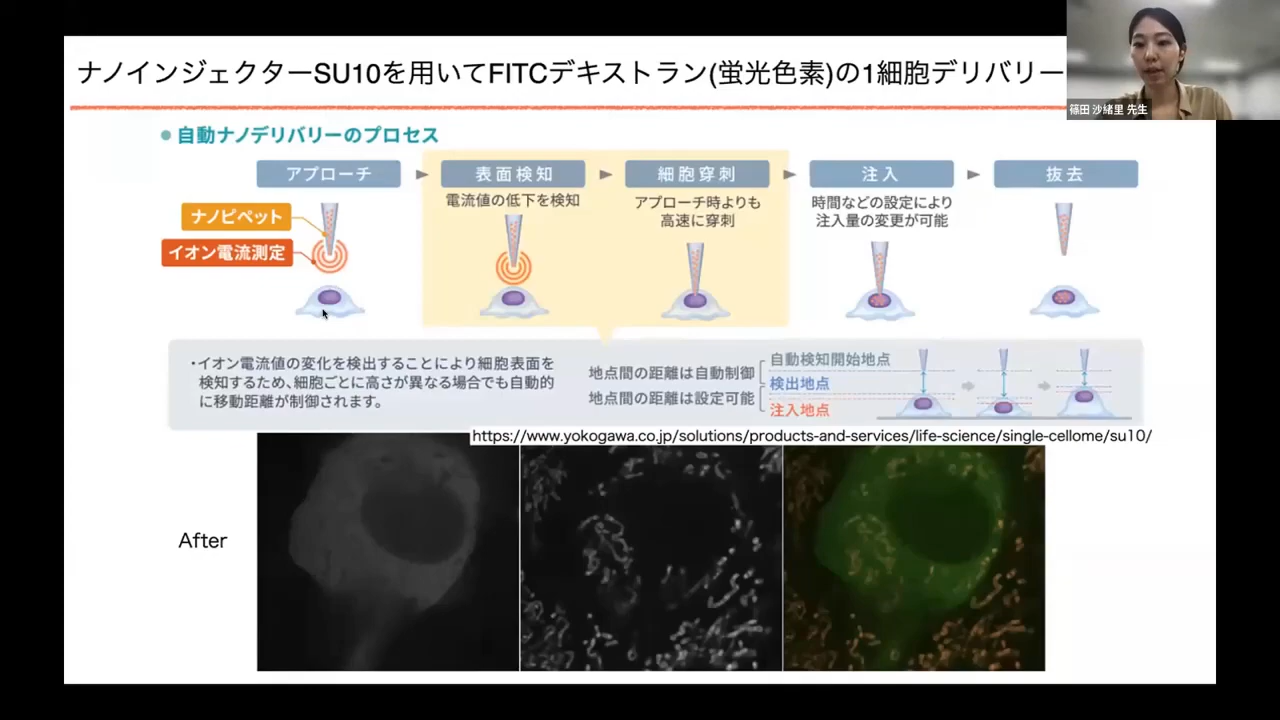 ナノインジェクターSU10を用いてFITCデキストラン(蛍光色素)の1細胞デリバリー
篠田 沙緒里 先生
● 自動ナノデリバリーのプロセス
アプローチ
表面検知
細胞穿刺
注入
抜去
電流値の低下を検知
アプローチ時よりも
高速に穿刺
時間などの設定により
注入量の変更が可能
ナノピペット
イオン電流測定
・イオン電流値の変化を検出することにより細胞表面を
検知するため、細胞ごとに高さが異なる場合でも自動的
に移動距離が制御されます。
地点間の距離は自動制御
地点間の距離は設定可能
自動検知開始地点
検出地点
注入地点
https://www.yokogawa.co.jp/solutions/products-and-services/life-science/single-cellome/su10/
After